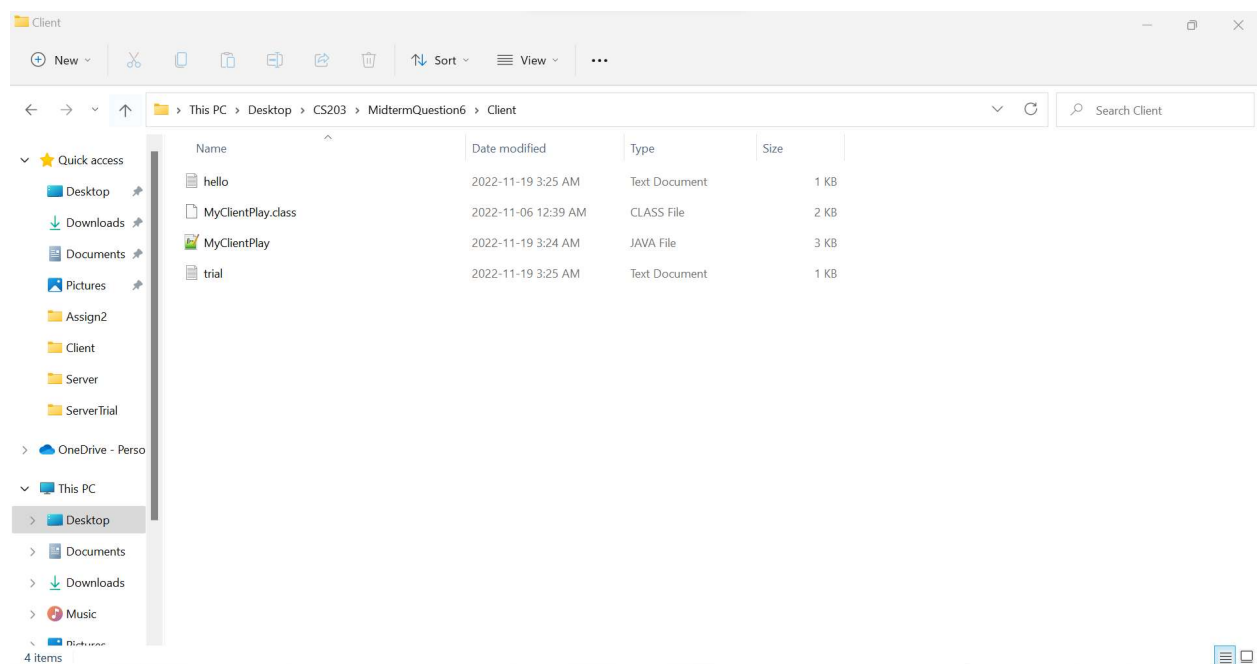 Client
New
Sort
View
This PC > Desktop > CS203 > MidtermQuestion6 > Client
Search Client
Name Date modified Type Size
hello 2022-11-19 3:25 AM Text Document 1 KB
MyClientPlay.class 2022-11-06 12:39 AM CLASS File 2 KB
MyClientPlay 2022-11-19 3:24 AM JAVA File 3 KB
trial 2022-11-19 3:25 AM Text Document 1 KB
Quick access
Desktop
Downloads
Documents
Pictures
Assign2
Client
Server
ServerTrial
OneDrive - Perso
This PC
Desktop
Documents
Downloads
Music
Pictures
4 items